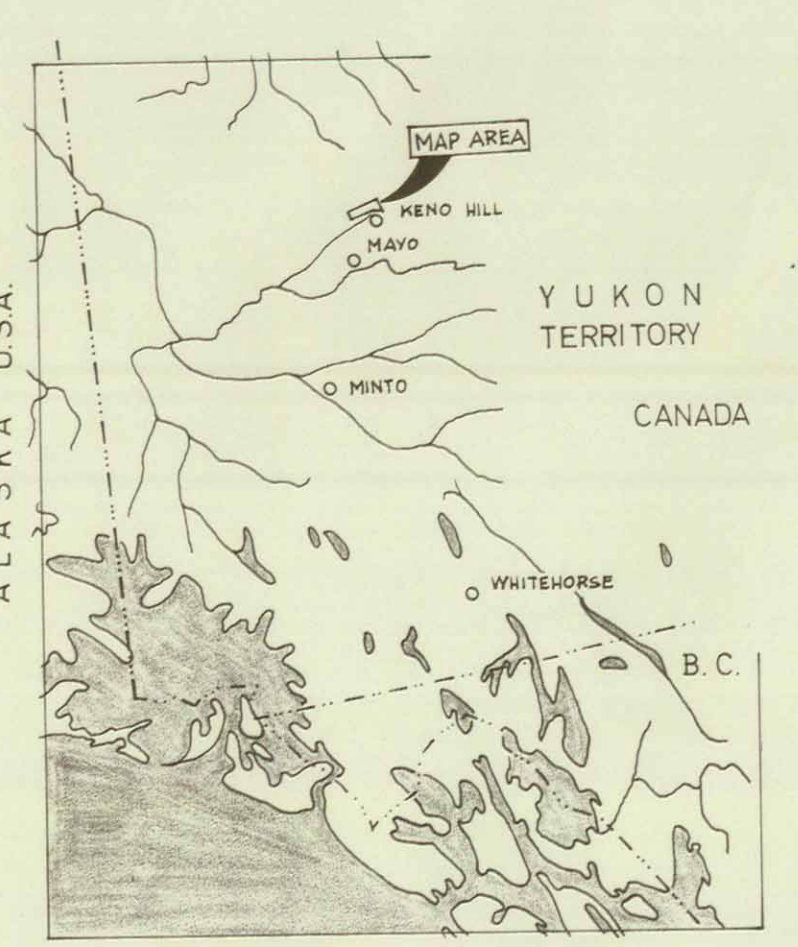 MAP AREA
KENO HILL
MAYO
YUKON
TERRITORY
MINTO
CANADA
ALASKA U.S.A.
WHITEHORSE
B.C.